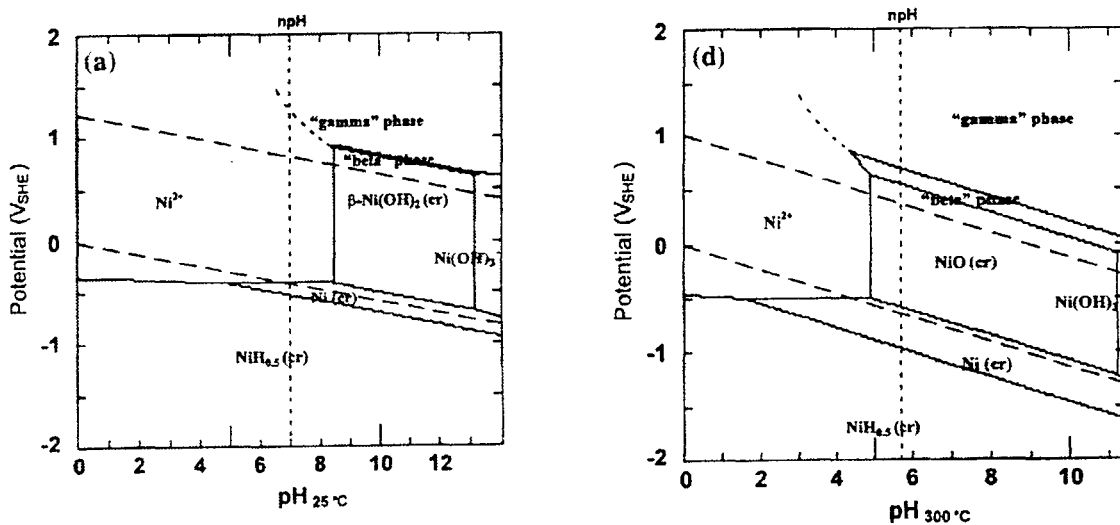 npH
2
(a)
"gamma" phase
1
"beta" phase
Ni²⁺
β-Ni(OH)₂ (cr)
0
Ni(OH)₃⁻
Ni (cr)
-1
NiH₀.₅ (cr)
-2
0 2 4 6 8 10 12
Potential (V_SHE)
pH 25 °C
npH
2
(d)
"gamma" phase
1
"beta" phase
Ni²⁺
0
NiO (cr)
Ni(OH)₃⁻
-1
Ni (cr)
NiH₀.₅ (cr)
-2
0 2 4 6 8 10
Potential (V_SHE)
pH 300°C